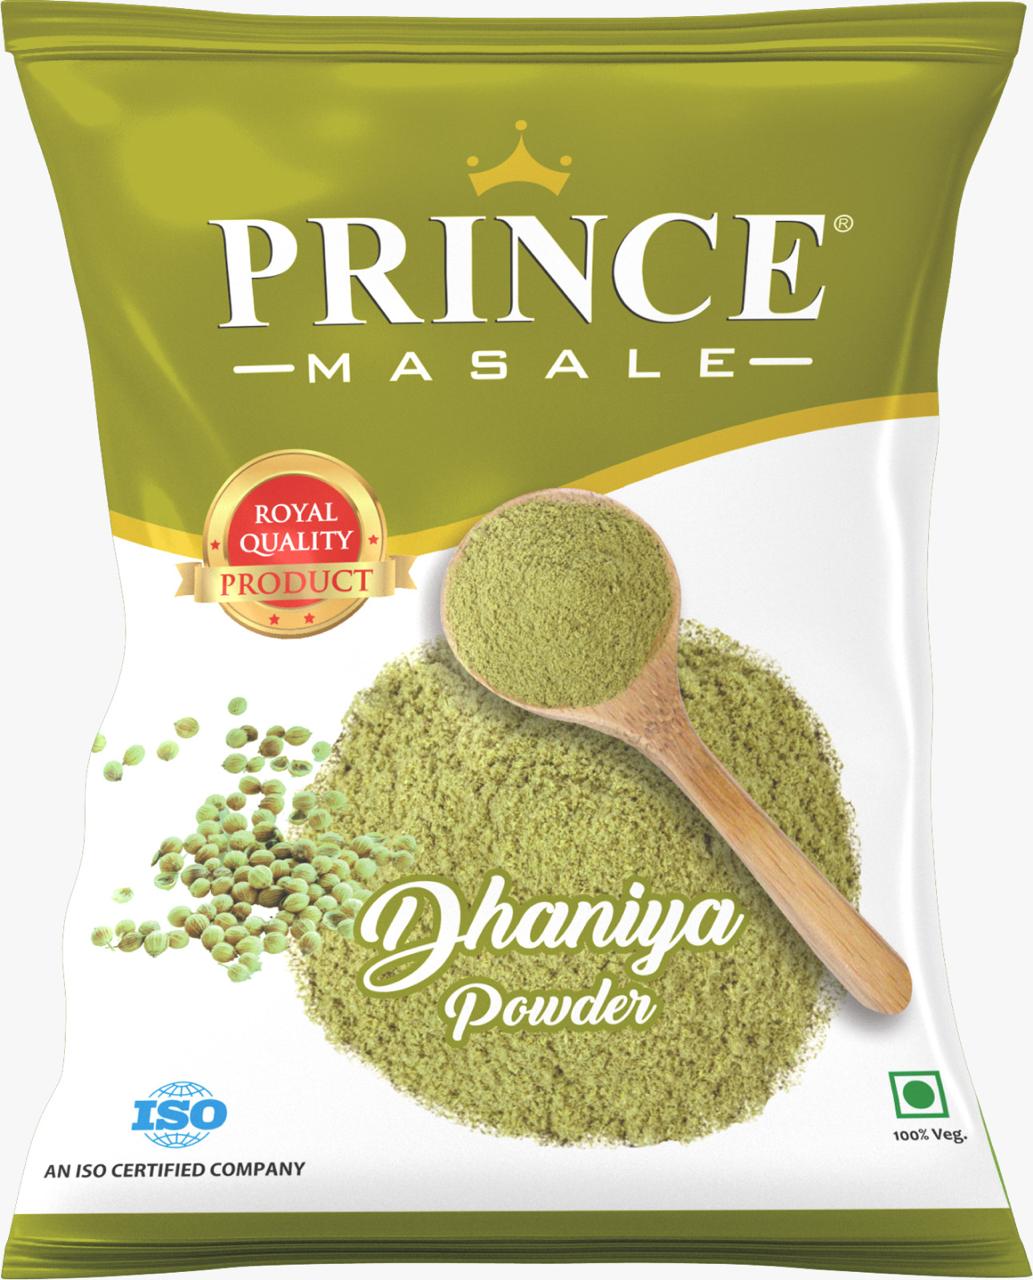 PRINCE®
MASALE
ROYAL
QUALITY
PRODUCT
Dhaniya
Powder
ISO
AN ISO CERTIFIED COMPANY
100% Veg.